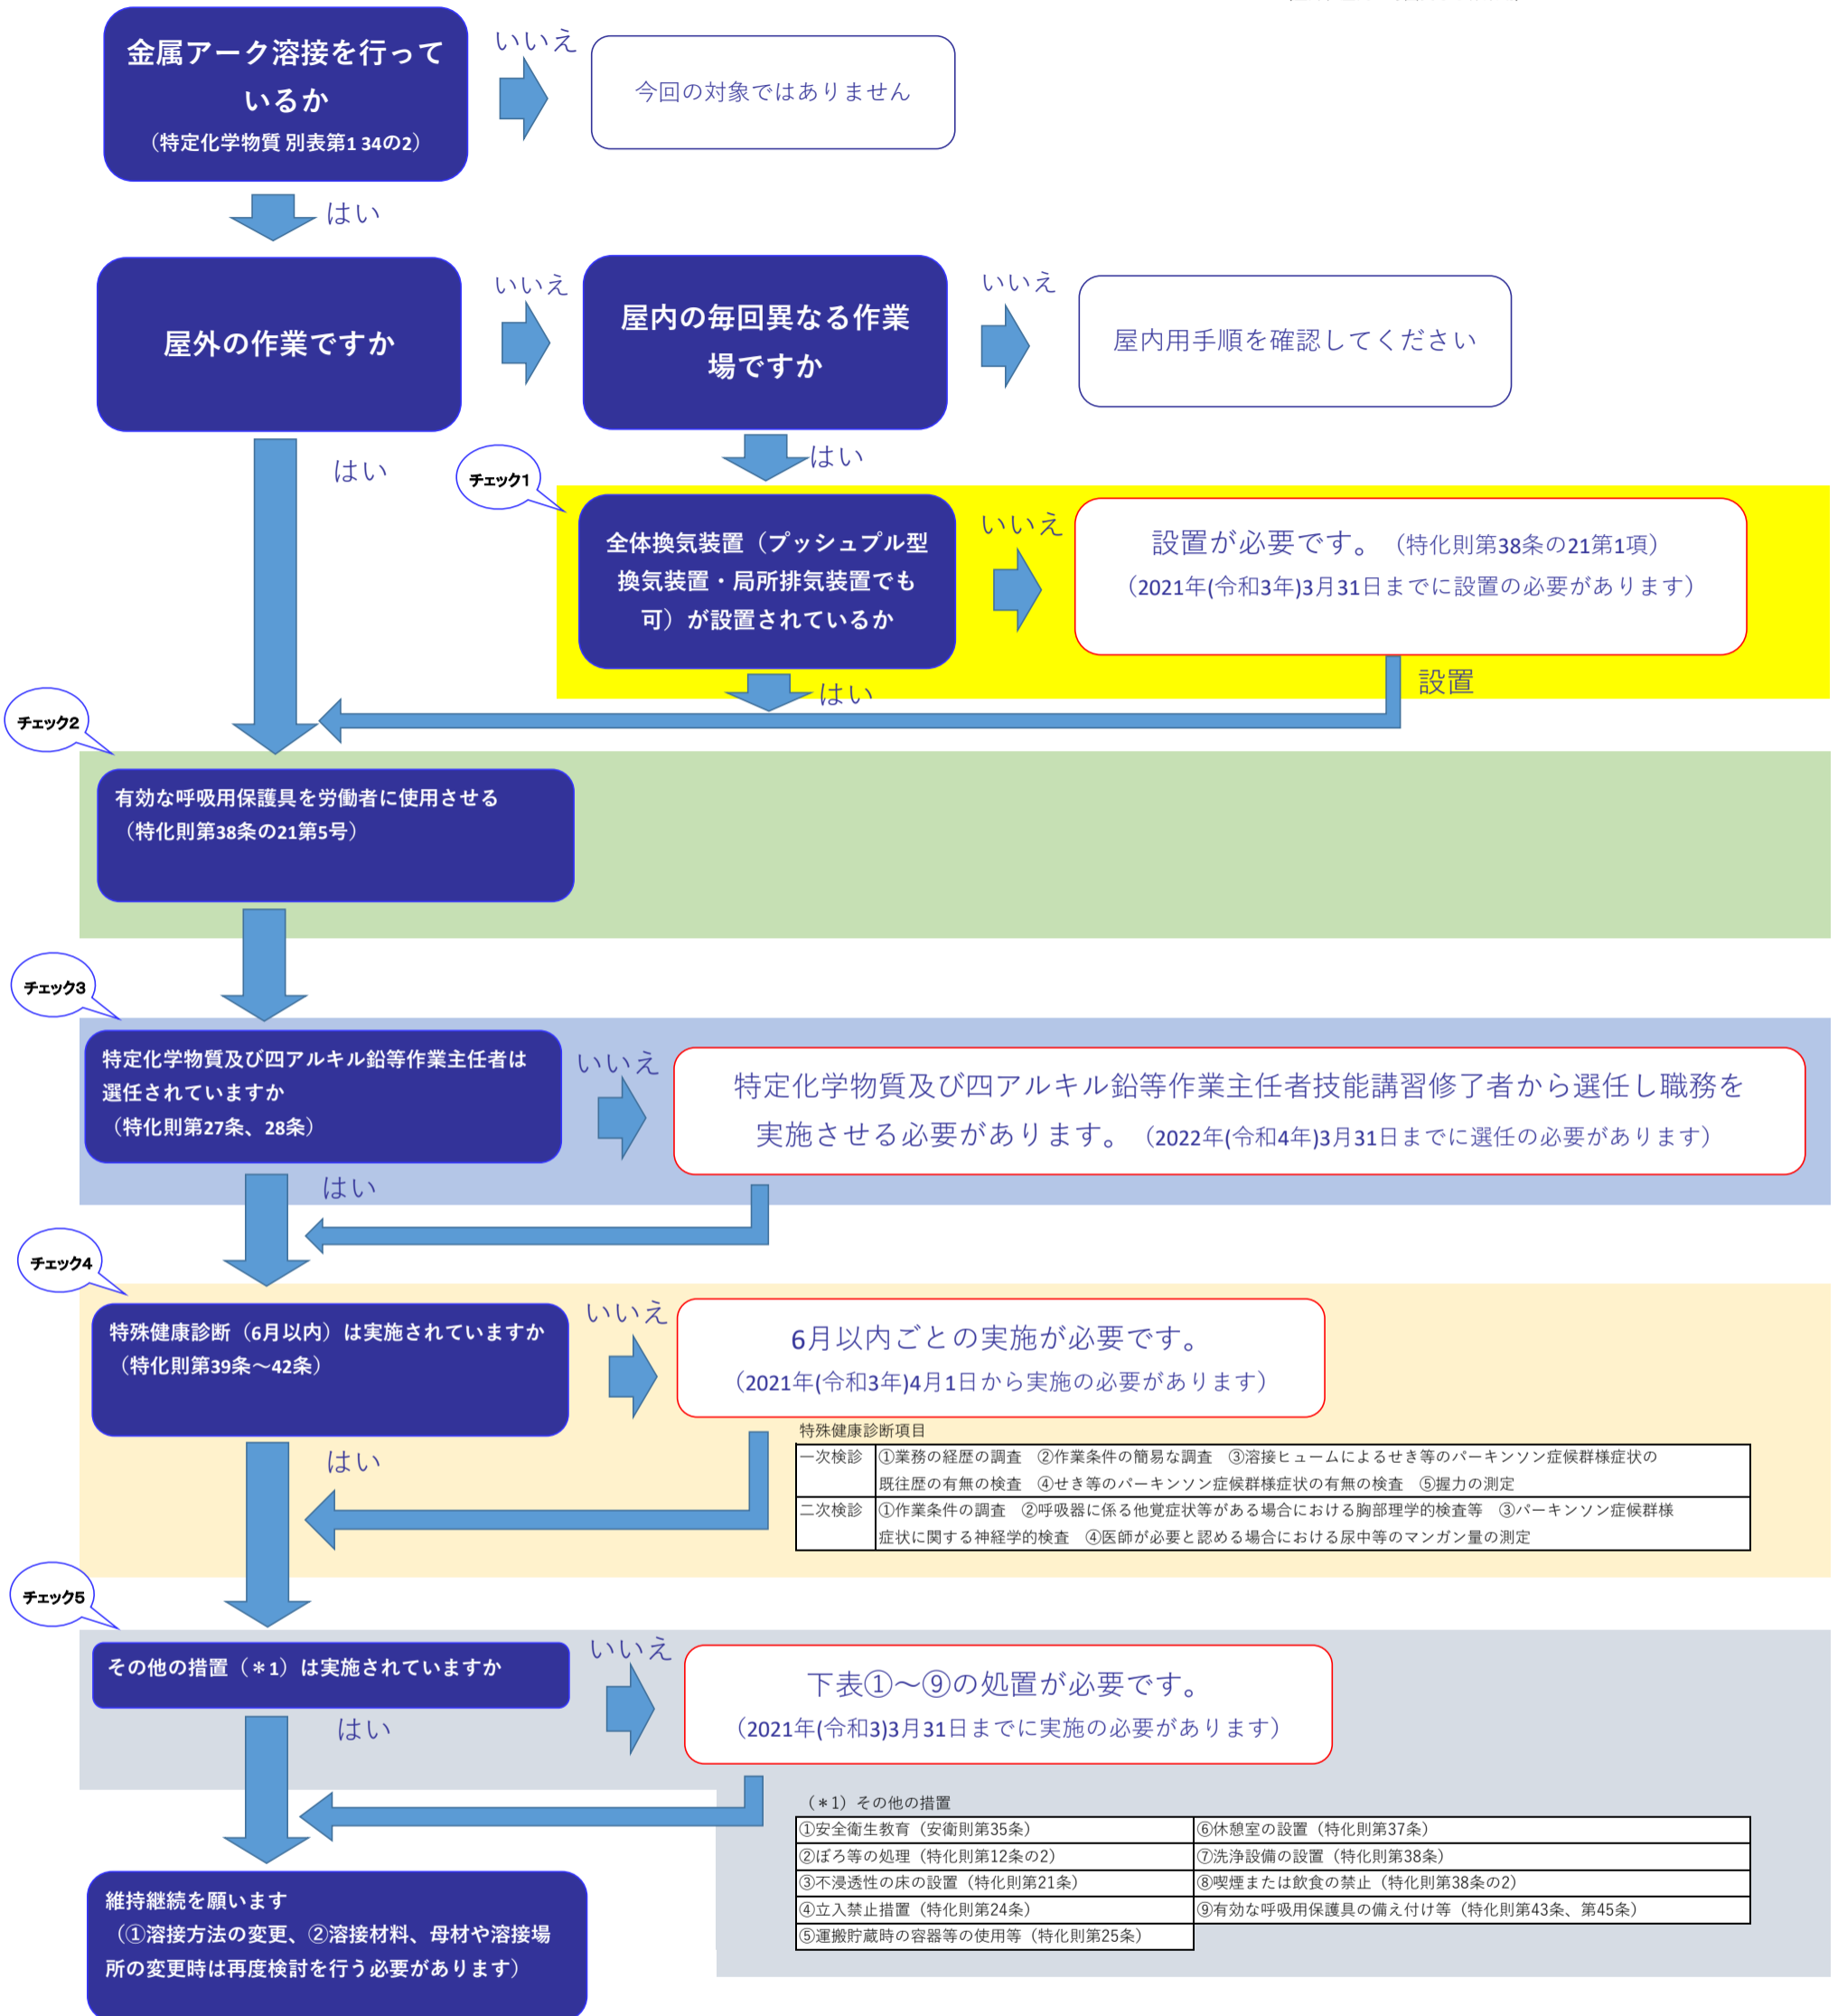 金属アーク溶接を行って
いるか
（特定化学物質 別表第1 34の2）
いいえ
今回の対象ではありません
はい
屋外の作業ですか
いいえ
屋内の毎回異なる作業
場ですか
いいえ
屋内用手順を確認してください
はい
はい
チェック1
全体換気装置（プッシュプル型
換気装置・局所排気装置でも
可）が設置されているか
いいえ
設置が必要です。（特化則第38条の21第1項）
（2021年(令和3年)3月31日までに設置の必要があります）
はい
設置
チェック2
有効な呼吸用保護具を労働者に使用させる
（特化則第38条の21第5号）
チェック3
特定化学物質及び四アルキル鉛等作業主任者は
選任されていますか
（特化則第27条、28条）
いいえ
特定化学物質及び四アルキル鉛等作業主任者技能講習修了者から選任し職務を
実施させる必要があります。（2022年(令和4年)3月31日までに選任の必要があります）
はい
チェック4
特殊健康診断（6月以内）は実施されていますか
（特化則第39条～42条）
いいえ
6月以内ごとの実施が必要です。
（2021年(令和3年)4月1日から実施の必要があります）
はい
特殊健康診断項目
一次検診 ①業務の経歴の調査　②作業条件の簡易な調査　③溶接ヒュームによるせき等のパーキンソン症候群様症状の
既往歴の有無の検査　④せき等のパーキンソン症候群様症状の有無の検査　⑤握力の測定
二次検診 ①作業条件の調査　②呼吸器に係る他覚症状等がある場合における胸部理学的検査等　③パーキンソン症候群様
症状に関する神経学的検査　④医師が必要と認める場合における尿中等のマンガン量の測定
チェック5
その他の措置（＊1）は実施されていますか
いいえ
下表①～⑨の処置が必要です。
（2021年(令和3)3月31日までに実施の必要があります）
はい
（＊1）その他の措置
①安全衛生教育（安衛則第35条） ⑥休憩室の設置（特化則第37条）
②ぼろ等の処理（特化則第12条の2） ⑦洗浄設備の設置（特化則第38条）
③不浸透性の床の設置（特化則第21条） ⑧喫煙または飲食の禁止（特化則第38条の2）
④立入禁止措置（特化則第24条） ⑨有効な呼吸用保護具の備え付け等（特化則第43条、第45条）
⑤運搬貯蔵時の容器等の使用等（特化則第25条）
維持継続を願います
（①溶接方法の変更、②溶接材料、母材や溶接場
所の変更時は再度検討を行う必要があります）